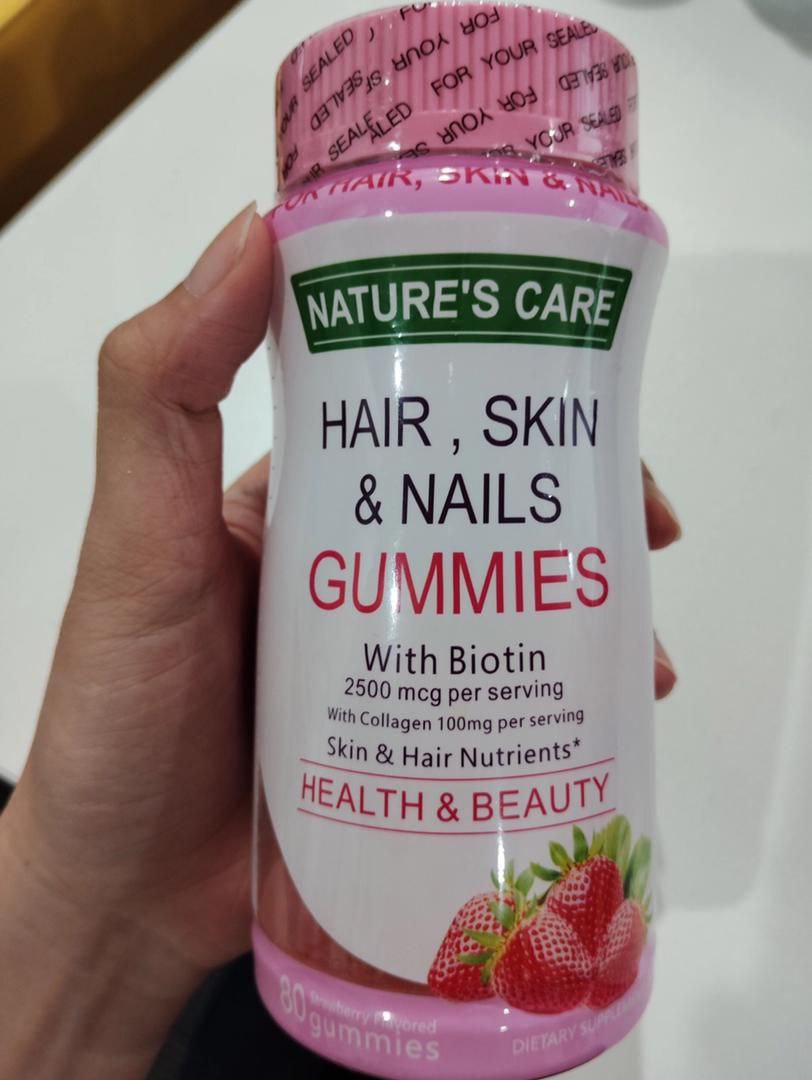 SEALED FOR YOUR SEALED
FOR HAIR, SKIN & NAILS
NATURE'S CARE
HAIR , SKIN
& NAILS
GUMMIES
With Biotin
2500 mcg per serving
With Collagen 100mg per serving
Skin & Hair Nutrients*
HEALTH & BEAUTY
80 Strawberry Flavored
gummies
DIETARY